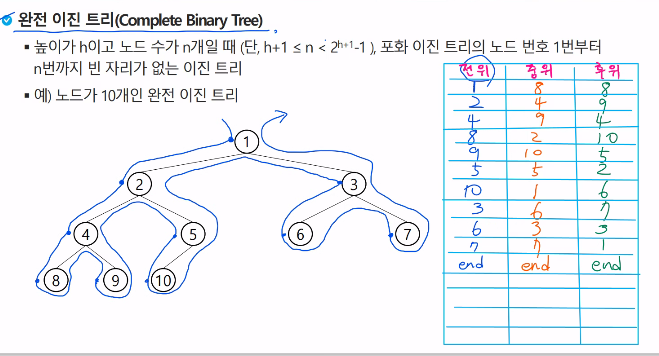 완전 이진 트리(Complete Binary Tree)
▪ 높이가 h이고 노드 수가 n개일 때 (단, h+1 ≤ n < 2ʰ⁺¹-1 ), 포화 이진 트리의 노드 번호 1번부터
n번까지 빈 자리가 없는 이진 트리
▪ 예) 노드가 10개인 완전 이진 트리
1
2 3
4 5 6 7
8 9 10
전위 중위 후위
1 8 8
2 4 9
4 9 4
8 2 10
9 10 5
5 5 2
10 1 6
3 6 7
6 3 3
7 7 1
end end end